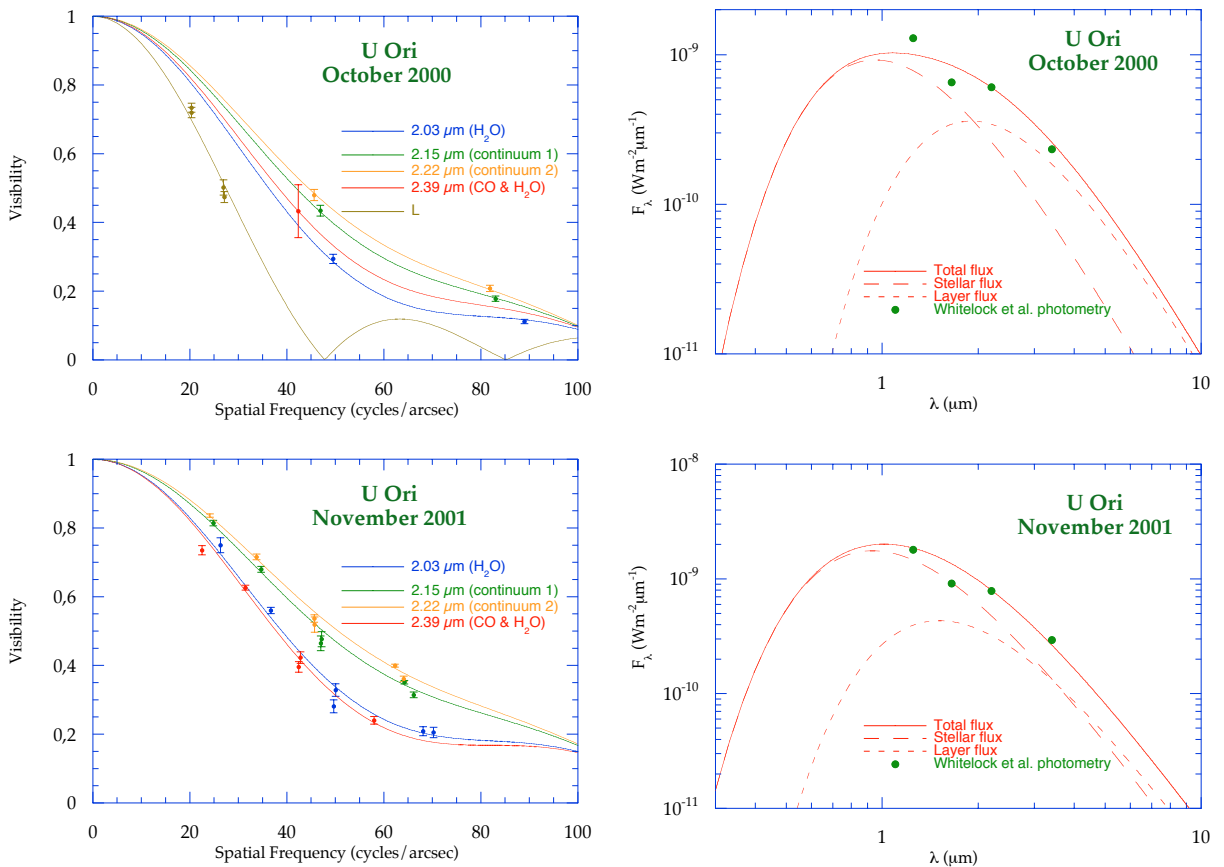 U Ori
October 2000
2.03 µm (H₂O)
2.15 µm (continuum 1)
2.22 µm (continuum 2)
2.39 µm (CO & H₂O)
L
Visibility
1
0,8
0,6
0,4
0,2
0
0 20 40 60 80 100
Spatial Frequency (cycles/arcsec)
U Ori
October 2000
Total flux
Stellar flux
Layer flux
Whitelock et al. photometry
F_λ (Wm⁻²µm⁻¹)
10⁻⁹
10⁻¹⁰
10⁻¹¹
1 10
λ (µm)
U Ori
November 2001
2.03 µm (H₂O)
2.15 µm (continuum 1)
2.22 µm (continuum 2)
2.39 µm (CO & H₂O)
Visibility
1
0,8
0,6
0,4
0,2
0
0 20 40 60 80 100
Spatial Frequency (cycles/arcsec)
U Ori
November 2001
Total flux
Stellar flux
Layer flux
Whitelock et al. photometry
F_λ (Wm⁻²µm⁻¹)
10⁻⁸
10⁻⁹
10⁻¹⁰
10⁻¹¹
1 10
λ (µm)